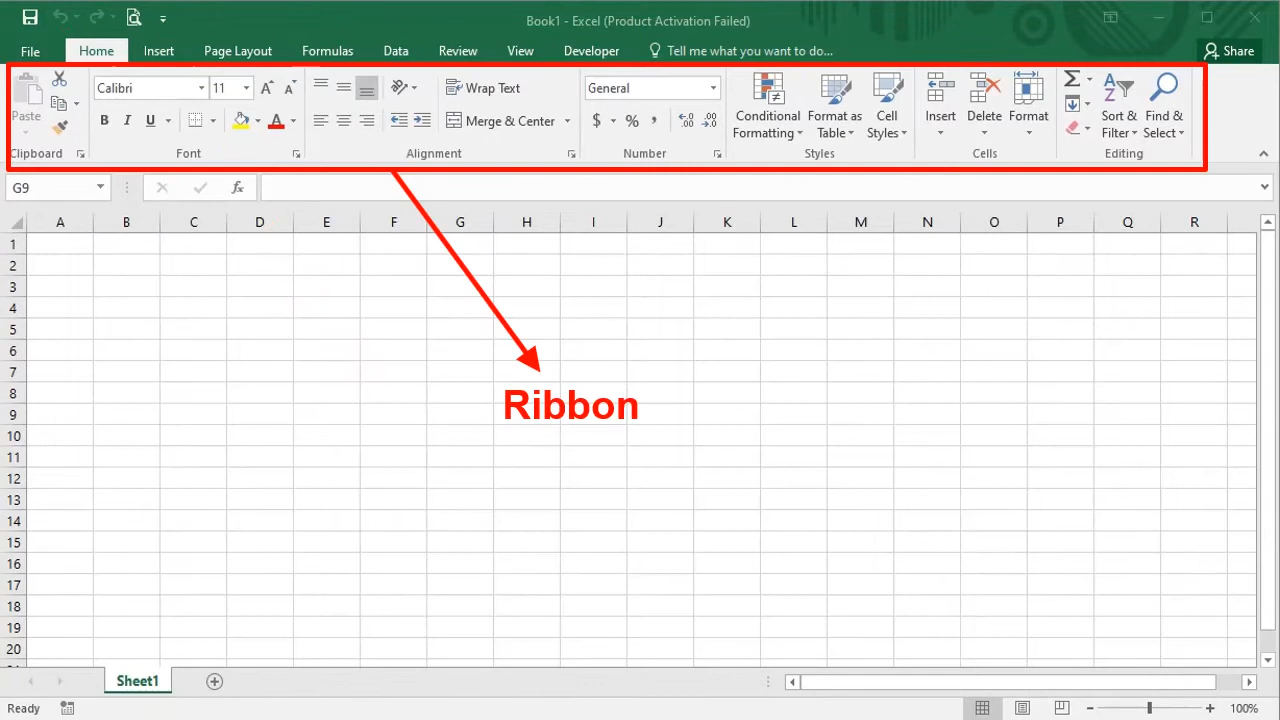 Book1 - Excel (Product Activation Failed)
File Home Insert Page Layout Formulas Data Review View Developer Tell me what you want to do... Share
Paste
Clipboard
Calibri 11
A A
B I U A
Font
Wrap Text
Merge & Center
Alignment
General
$ % ,
Number
Conditional Formatting
Format as Table
Cell Styles
Styles
Insert Delete Format
Cells
Σ
Sort & Filter
Find & Select
Editing
G9 fx
A B C D E F G H I J K L M N O P Q R
1
2
3
4
5
6
7
8
Ribbon
9
10
11
12
13
14
15
16
17
18
19
20
Sheet1
Ready 100%